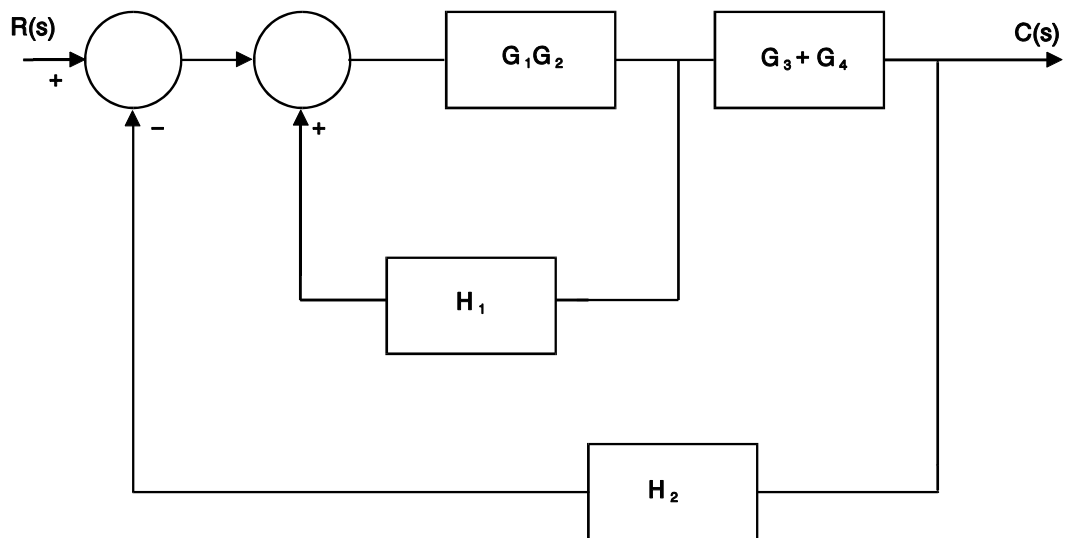 R(s)
+
−
+
G₁G₂
G₃ + G₄
C(s)
H₁
H₂